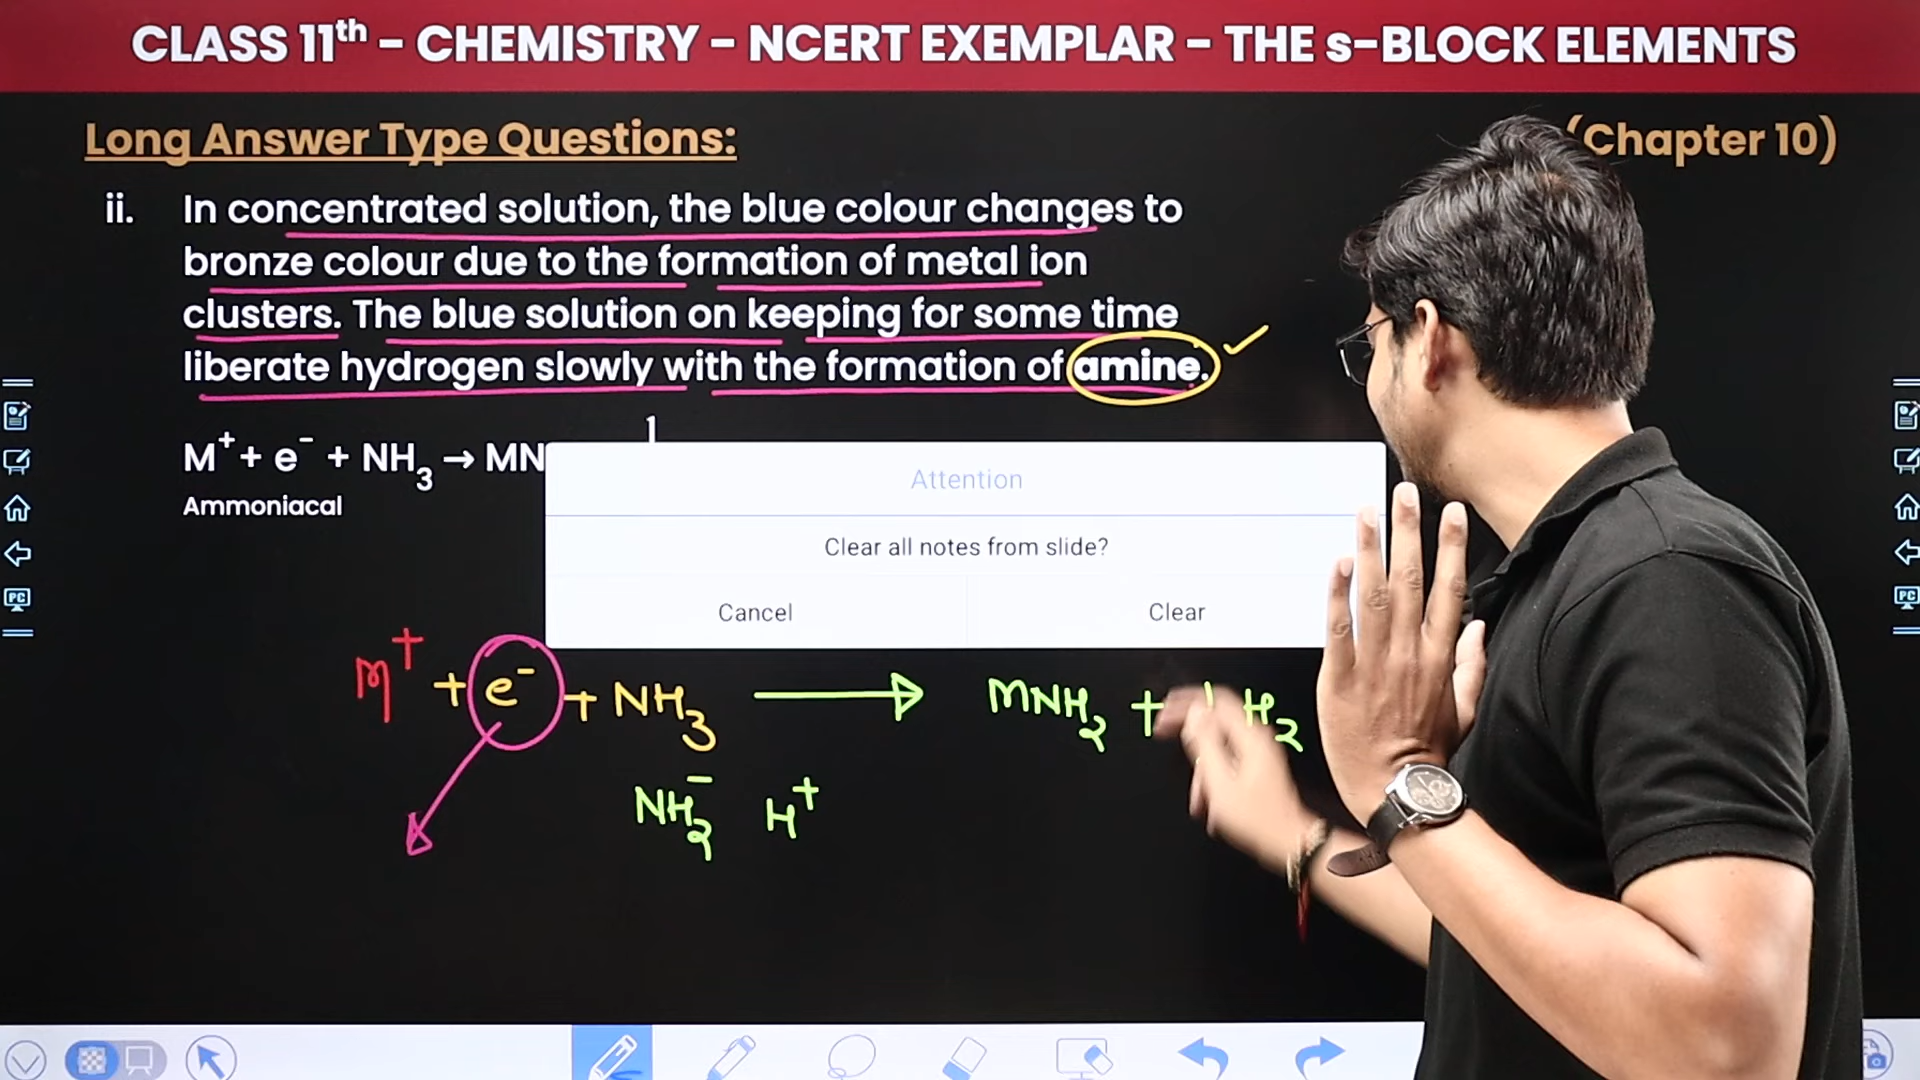 CLASS 11th - CHEMISTRY - NCERT EXEMPLAR - THE s-BLOCK ELEMENTS
Long Answer Type Questions:
(Chapter 10)
ii. In concentrated solution, the blue colour changes to
bronze colour due to the formation of metal ion
clusters. The blue solution on keeping for some time
liberate hydrogen slowly with the formation of amine.
1
M⁺ + e⁻ + NH₃ → MN
Ammoniacal
Attention
Clear all notes from slide?
Cancel Clear
M⁺ + e⁻ + NH₃ → MNH₂ + H₂
NH₂⁻ H⁺
PC
PC